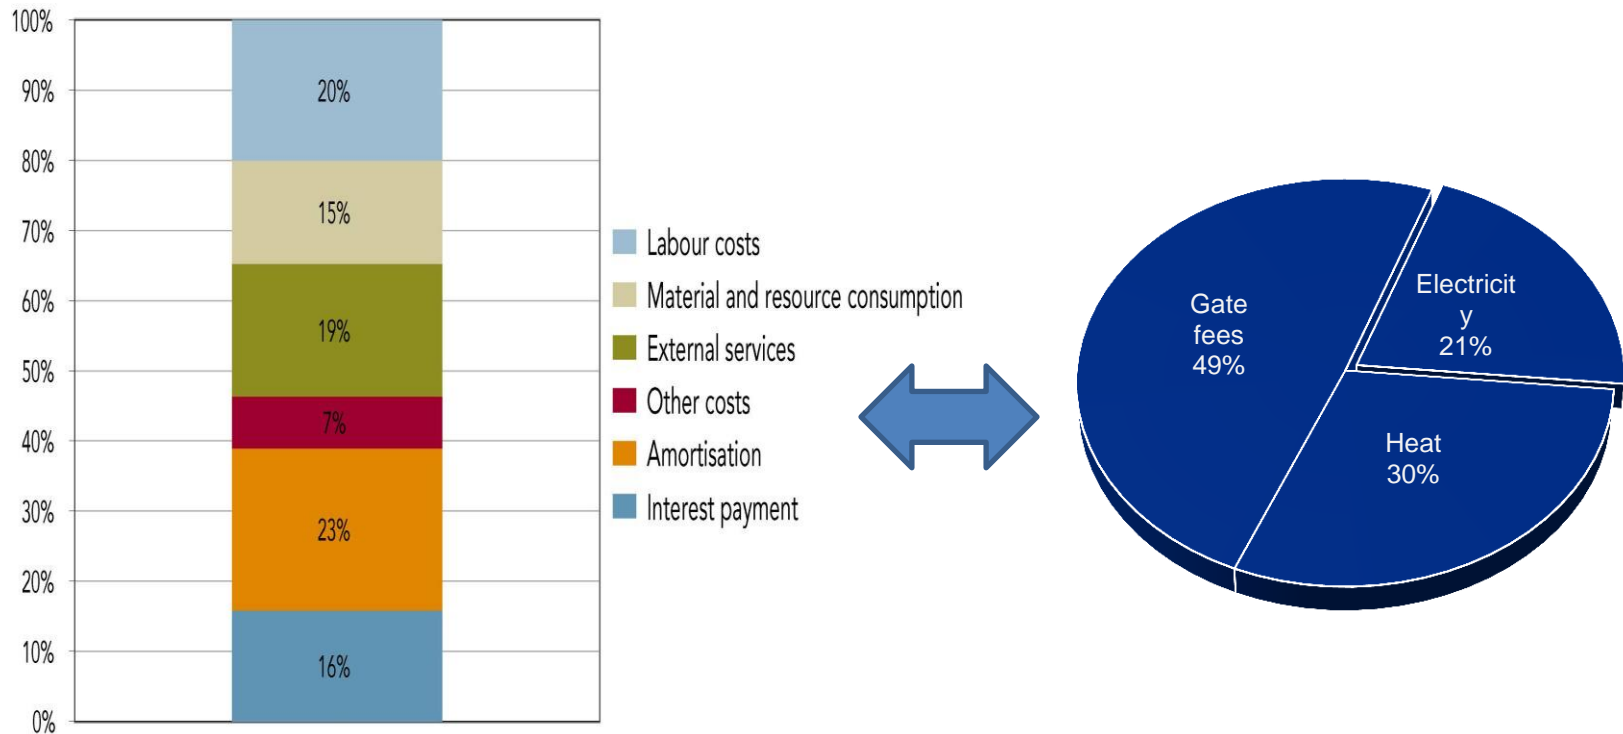 100%
90%
80%
70%
60%
50%
40%
30%
20%
10%
0%
20%
15%
19%
7%
23%
16%
Labour costs
Material and resource consumption
External services
Other costs
Amortisation
Interest payment
Gate
fees
49%
Electricit
y
21%
Heat
30%